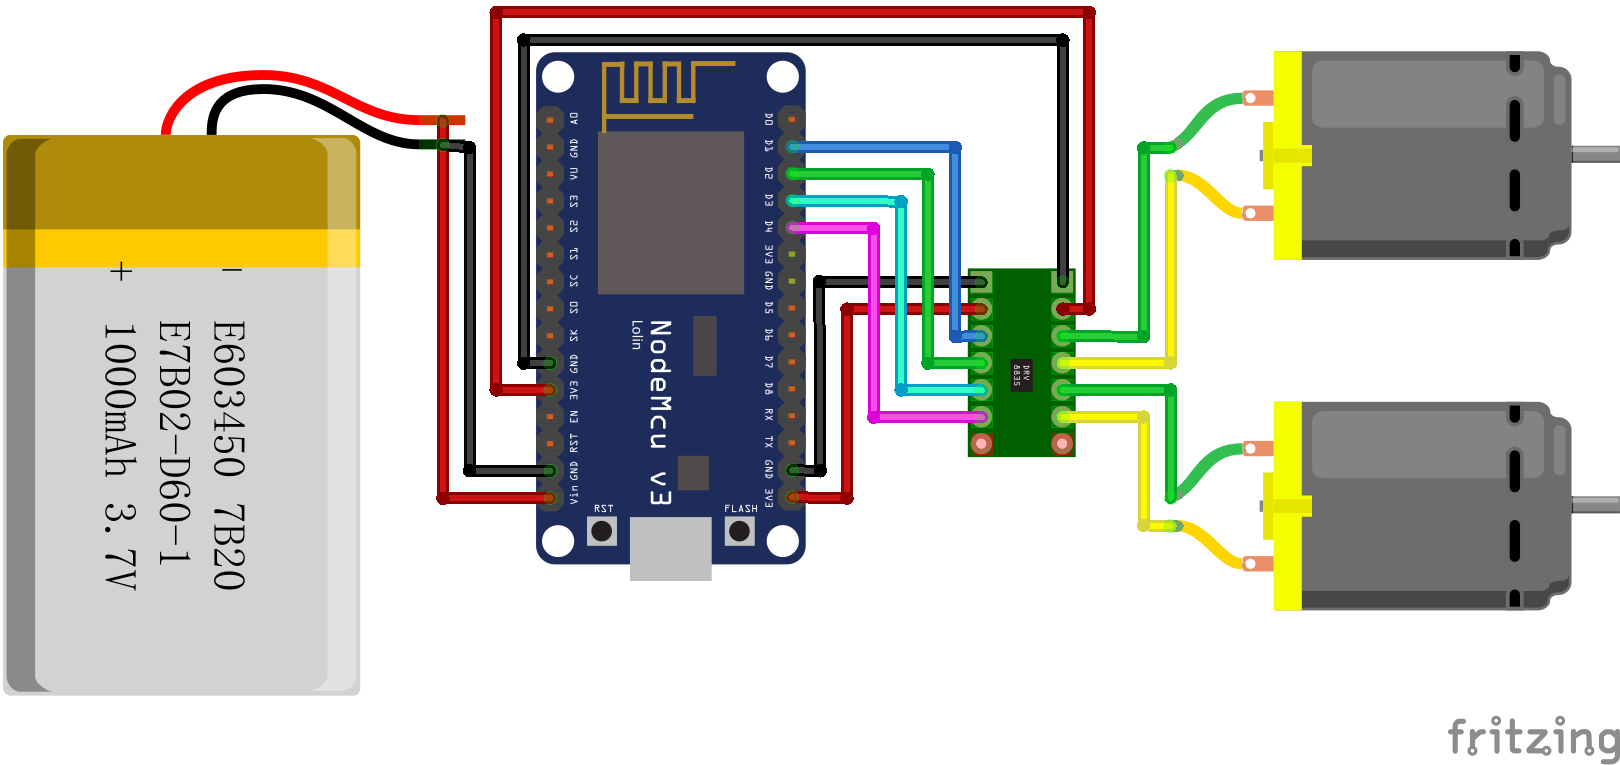 −
+
E603450 7B20
E7B02-D60-1
1000mAh 3.7V
A0
GND
VU
S3
S2
S1
SC
S0
SK
GND
3V3
EN
RST
GND
Vin
NodeMcu v3
Lolin
RST
FLASH
D0
D1
D2
D3
D4
3V3
GND
D5
D6
D7
D8
RX
TX
GND
3V3
DRV
8835
fritzing